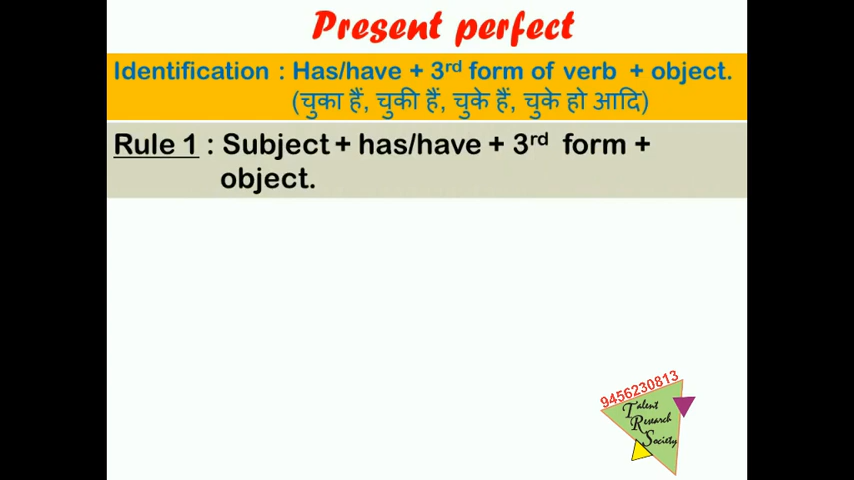 Present perfect
Identification : Has/have + 3rd form of verb + object.
(चुका हैं, चुकी हैं, चुके हैं, चुके हो आदि)
Rule 1 : Subject + has/have + 3rd form +
object.
9456230813
Talent
Research
Society